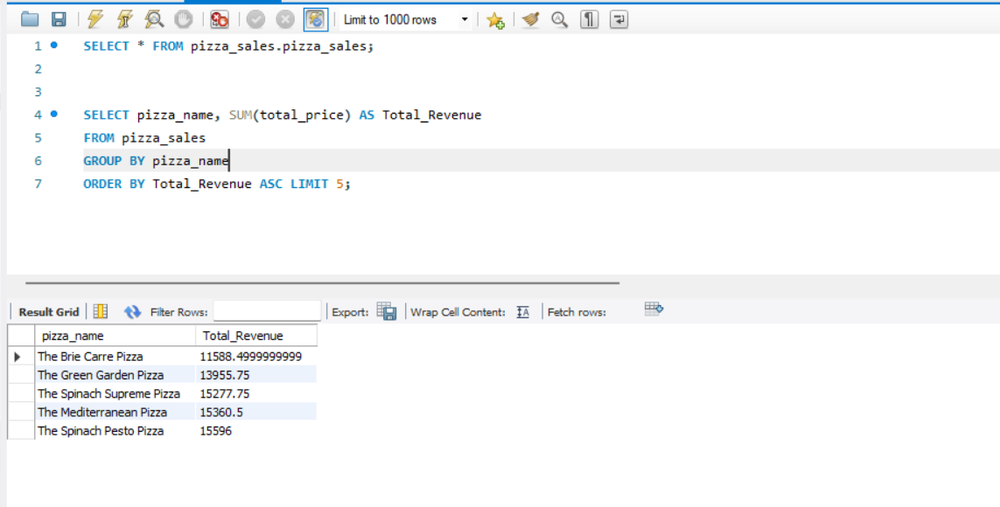 Limit to 1000 rows
1 SELECT * FROM pizza_sales.pizza_sales;
2
3
4 SELECT pizza_name, SUM(total_price) AS Total_Revenue
5 FROM pizza_sales
6 GROUP BY pizza_name
7 ORDER BY Total_Revenue ASC LIMIT 5;
Result Grid Filter Rows: Export: Wrap Cell Content: IA Fetch rows:
pizza_name Total_Revenue
The Brie Carre Pizza 11588.4999999999
The Green Garden Pizza 13955.75
The Spinach Supreme Pizza 15277.75
The Mediterranean Pizza 15360.5
The Spinach Pesto Pizza 15596